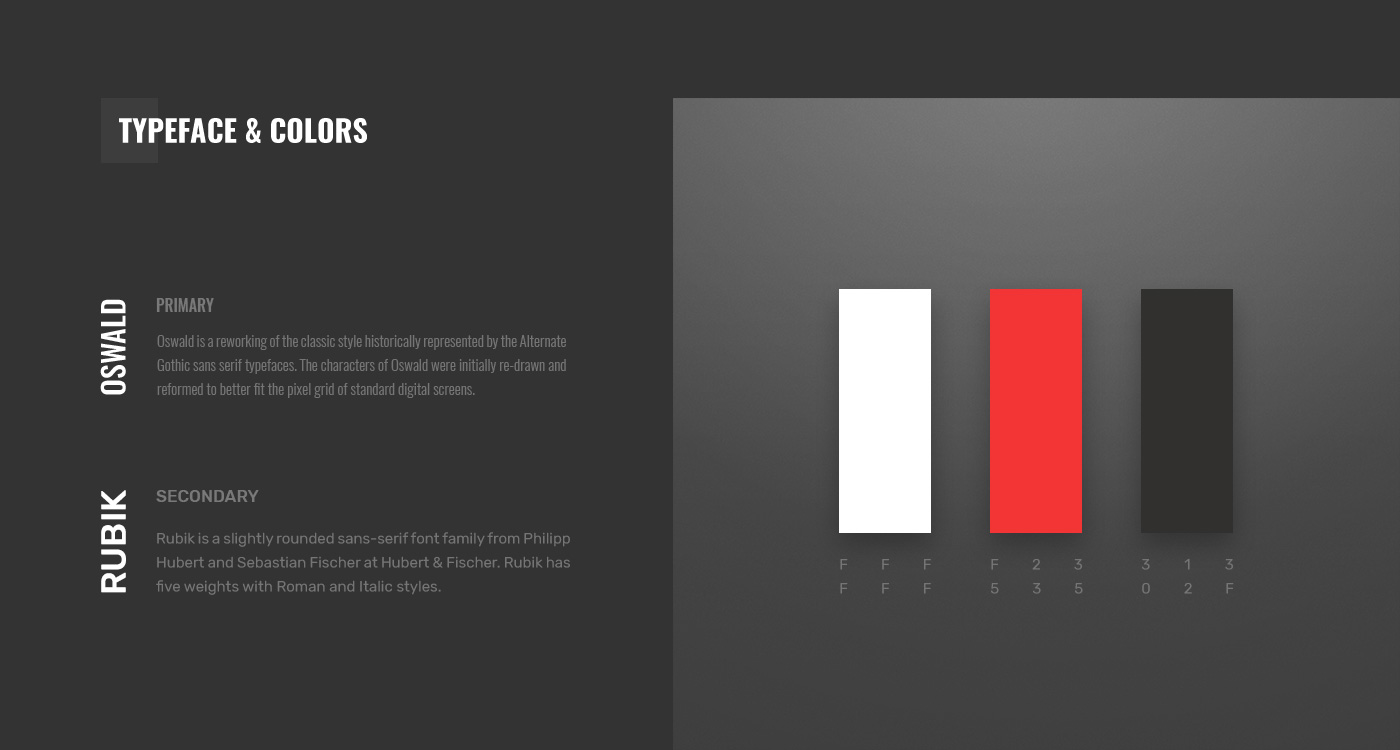 TYPEFACE & COLORS
OSWALD
PRIMARY
Oswald is a reworking of the classic style historically represented by the Alternate
Gothic sans serif typefaces. The characters of Oswald were initially re-drawn and
reformed to better fit the pixel grid of standard digital screens.
RUBIK
SECONDARY
Rubik is a slightly rounded sans-serif font family from Philipp
Hubert and Sebastian Fischer at Hubert & Fischer. Rubik has
five weights with Roman and Italic styles.
F F F
F F F
F 2 3
5 3 5
3 1 3
0 2 F